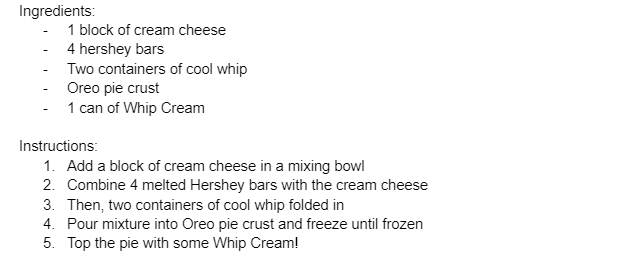 Ingredients:
- 1 block of cream cheese
- 4 hershey bars
- Two containers of cool whip
- Oreo pie crust
- 1 can of Whip Cream
Instructions:
1. Add a block of cream cheese in a mixing bowl
2. Combine 4 melted Hershey bars with the cream cheese
3. Then, two containers of cool whip folded in
4. Pour mixture into Oreo pie crust and freeze until frozen
5. Top the pie with some Whip Cream!